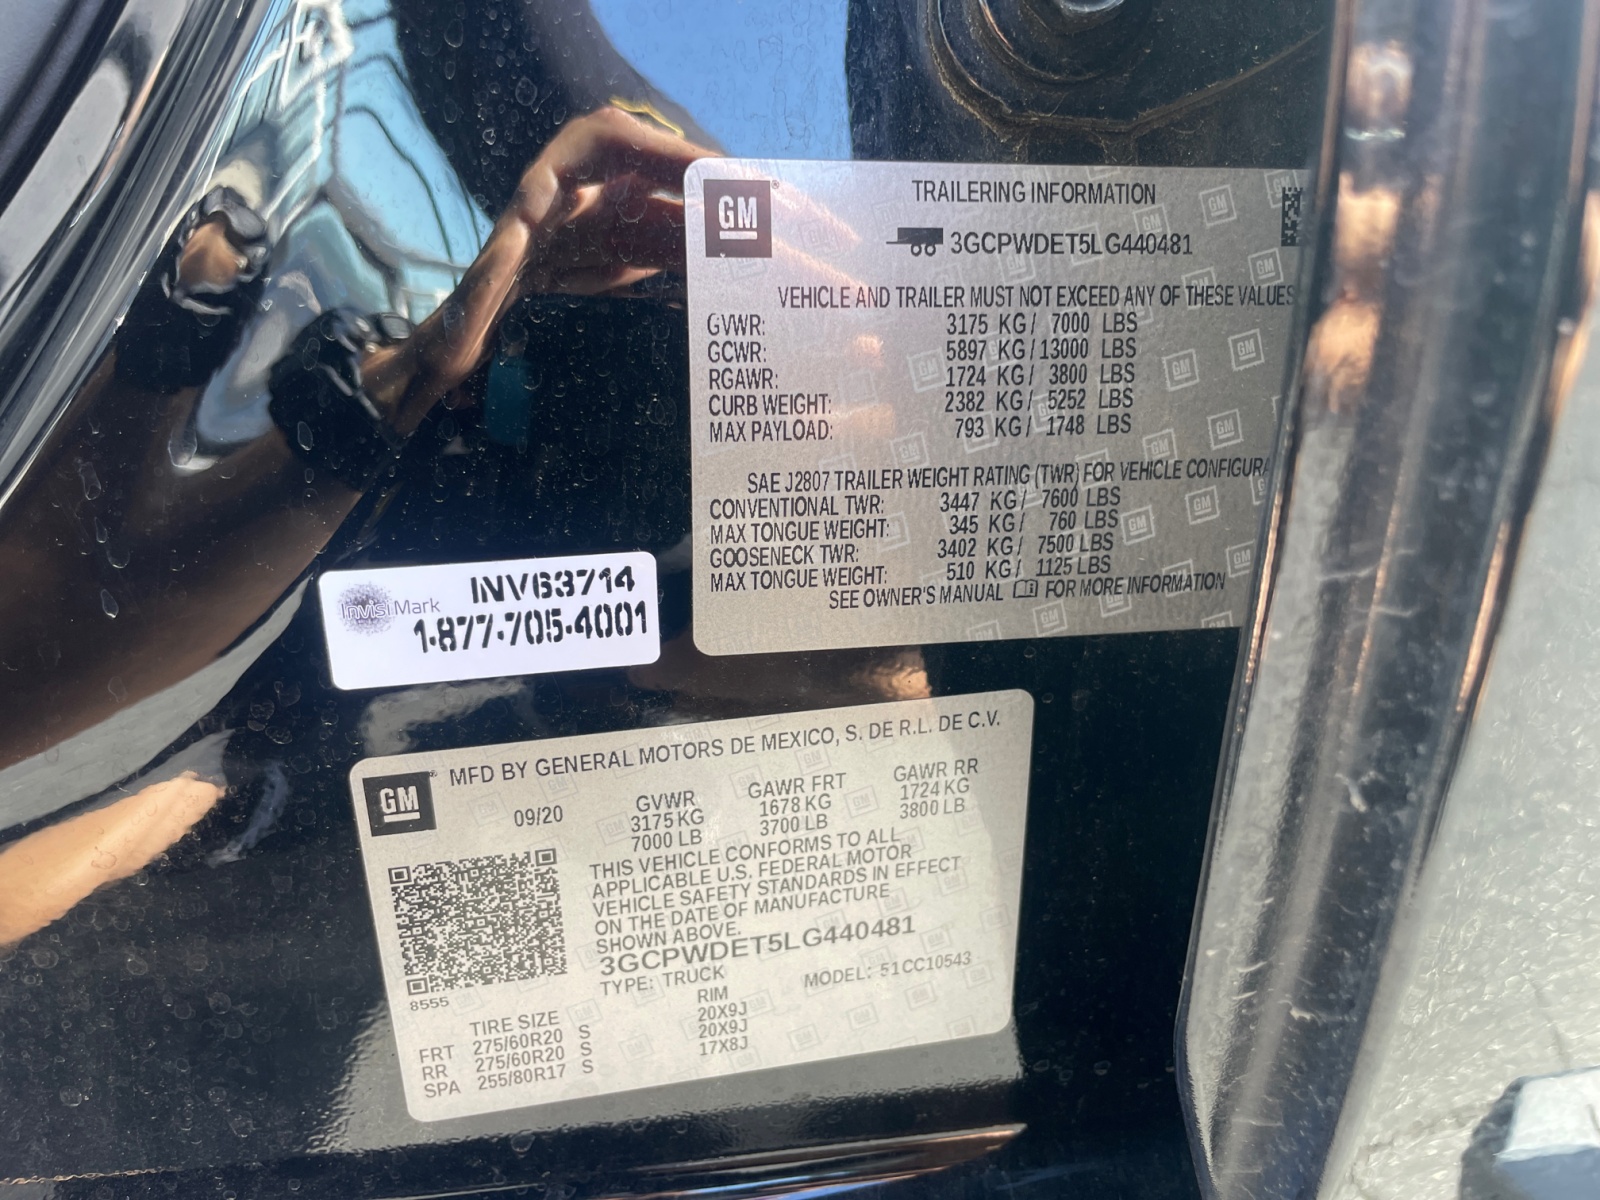 GM
TRAILERING INFORMATION
3GCPWDET5LG440481
VEHICLE AND TRAILER MUST NOT EXCEED ANY OF THESE VALUES
GVWR: 3175 KG / 7000 LBS
GCWR: 5897 KG / 13000 LBS
RGAWR: 1724 KG / 3800 LBS
CURB WEIGHT: 2382 KG / 5252 LBS
MAX PAYLOAD: 793 KG / 1748 LBS
SAE J2807 TRAILER WEIGHT RATING (TWR) FOR VEHICLE CONFIGURA
CONVENTIONAL TWR: 3447 KG / 7600 LBS
MAX TONGUE WEIGHT: 345 KG / 760 LBS
GOOSENECK TWR: 3402 KG / 7500 LBS
MAX TONGUE WEIGHT: 510 KG / 1125 LBS
SEE OWNER'S MANUAL FOR MORE INFORMATION
InvisiMark
INV63714
1-877-705-4001
GM
MFD BY GENERAL MOTORS DE MEXICO, S. DE R.L. DE C.V.
09/20
GVWR
3175 KG
7000 LB
GAWR FRT
1678 KG
3700 LB
GAWR RR
1724 KG
3800 LB
THIS VEHICLE CONFORMS TO ALL
APPLICABLE U.S. FEDERAL MOTOR
VEHICLE SAFETY STANDARDS IN EFFECT
ON THE DATE OF MANUFACTURE
SHOWN ABOVE.
3GCPWDET5LG440481
TYPE: TRUCK MODEL: 51CC10543
8555
TIRE SIZE RIM
FRT 275/60R20 S 20X9J
RR 275/60R20 S 20X9J
SPA 255/80R17 S 17X8J